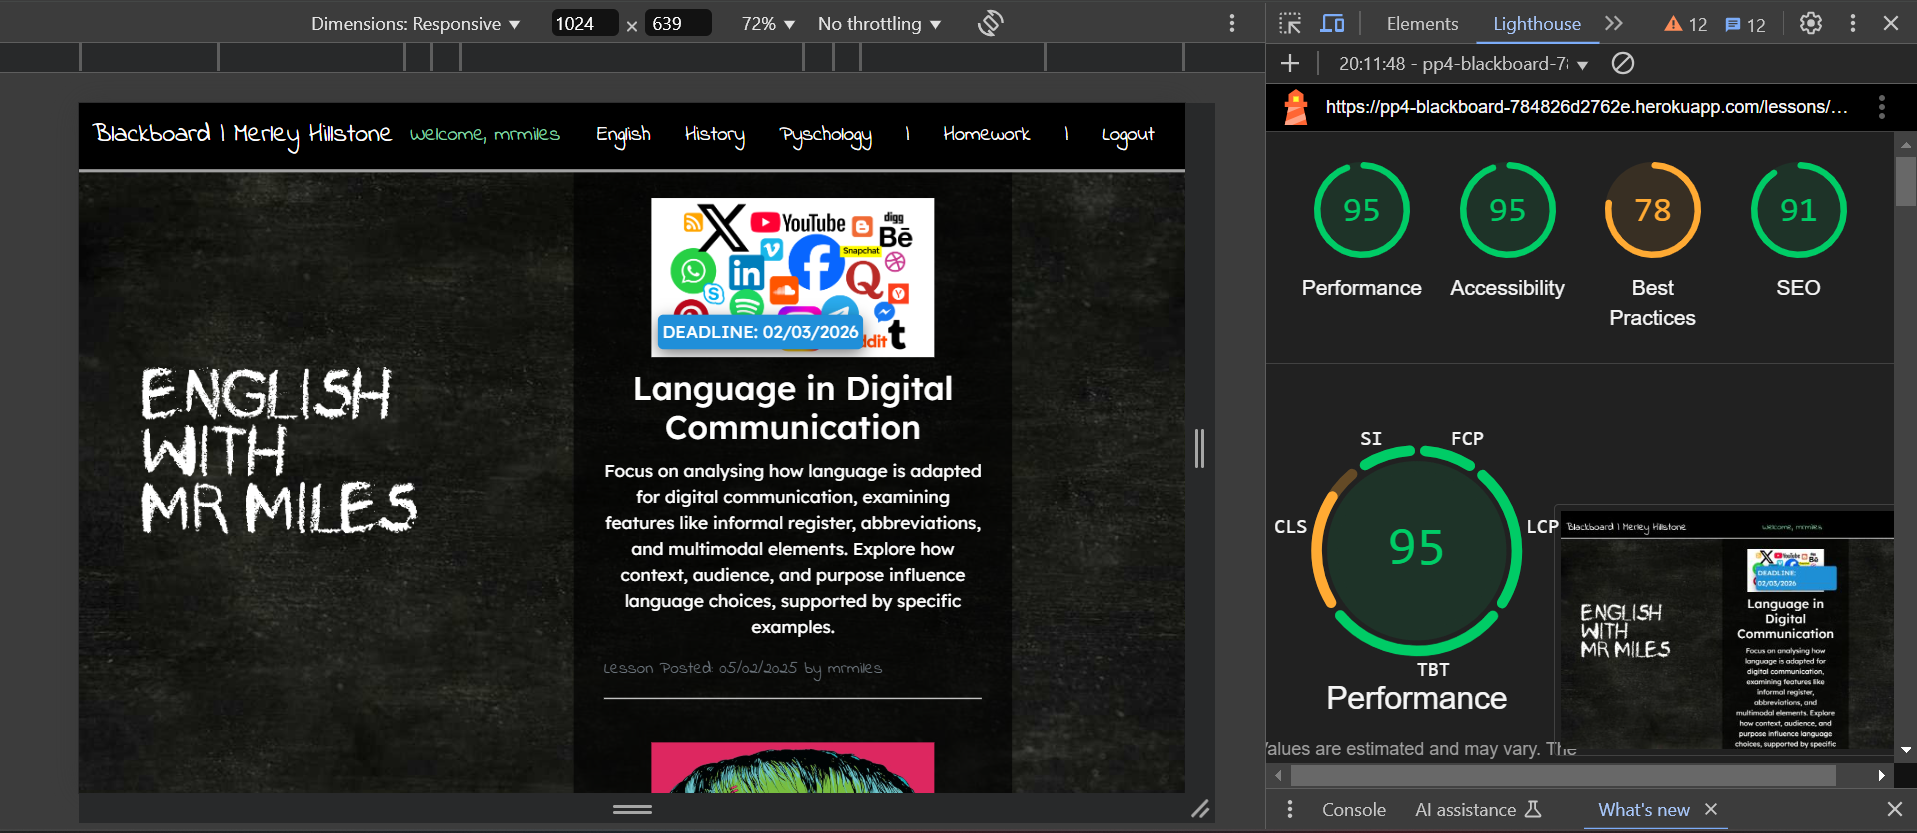 Dimensions: Responsive 1024 × 639 72% No throttling
Elements Lighthouse 12 12
20:11:48 - pp4-blackboard-78
https://pp4-blackboard-784826d2762e.herokuapp.com/lessons/…
Blackboard | Merley Hillstone Welcome, mrmiles English History Pyschology | Homework | Logout
YouTube
digg
Bē
Snapchat
DEADLINE: 02/03/2026
ddit
ENGLISH
WITH
MR MILES
Language in Digital
Communication
Focus on analysing how language is adapted
for digital communication, examining
features like informal register, abbreviations,
and multimodal elements. Explore how
context, audience, and purpose influence
language choices, supported by specific
examples.
Lesson Posted: 05/02/2025 by mrmiles
95 95 78 91
Performance Accessibility Best
Practices SEO
SI FCP
CLS LCP
95
TBT
Performance
Values are estimated and may vary. The
Blackboard | Merley Hillstone Welcome, mrmiles
YouTube
DEADLINE:
02/03/2026
ENGLISH
WITH
MR MILES
Language in
Digital
Communication
Focus on analysing how
language is adapted for
digital communication,
examining features like
informal register,
abbreviations, and
multimodal elements. Explore
how context, audience, and
purpose influence language
choices, supported by specific
Console AI assistance What's new